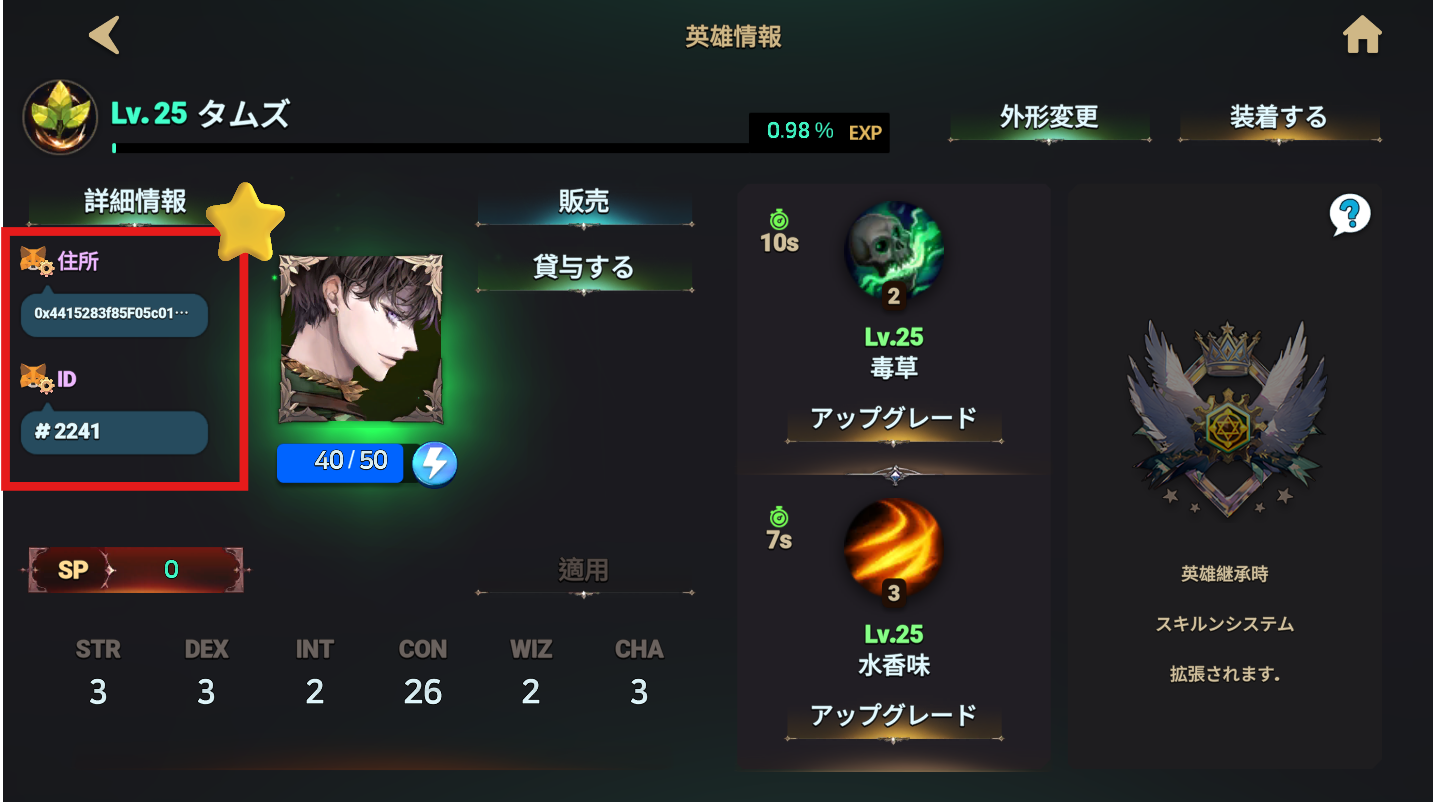 英雄情報
Lv. 25 タムズ
0.98 % EXP
外形変更
装着する
詳細情報
住所
0x4415283f85F05c01…
ID
# 2241
販売
貸与する
40/50
SP 0
適用
STR DEX INT CON WIZ CHA
3 3 2 26 2 3
10s
2
Lv.25
毒草
アップグレード
7s
3
Lv.25
水香味
アップグレード
?
英雄継承時
スキルンシステム
拡張されます.